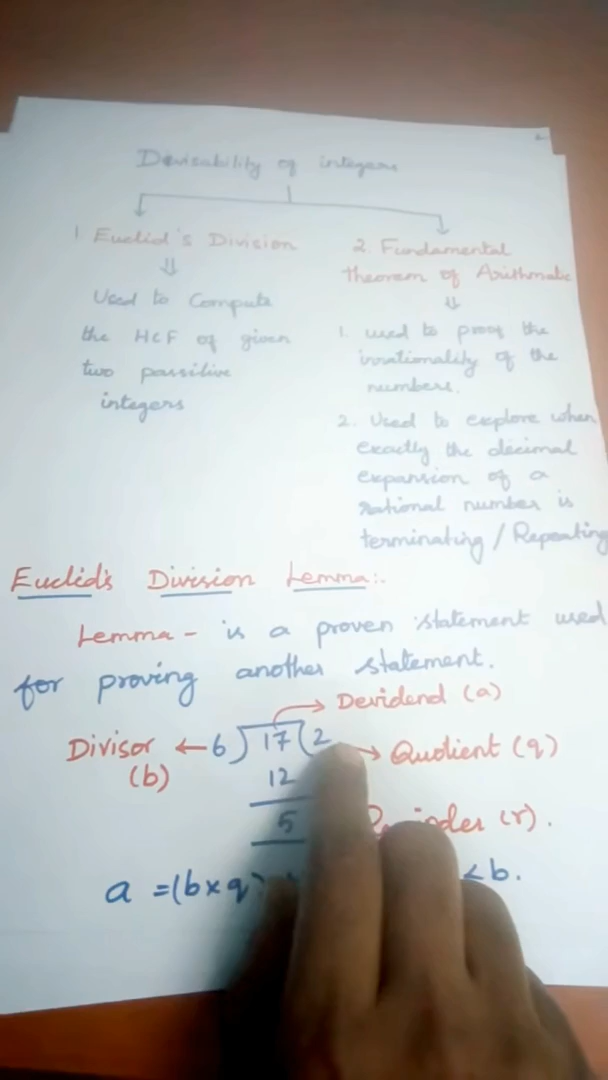 Devisability of integers
1 Euclid's Division
Used to Compute
the HCF of given
two possitive
integers
2. Fundamental
theorem of Arithmatic
1. used to proof the
irrationality of the
numbers.
2. Used to explore when
exactly the decimal
expansion of a
rational number is
terminating / Repeating
Euclid's Division Lemma:-
Lemma - is a proven statement used
for proving another statement.
Devidend (a)
Divisor ← 6 ) 17 ( 2 → Quotient (q)
(b)
12
5 (r).
a = (b x q) < b.